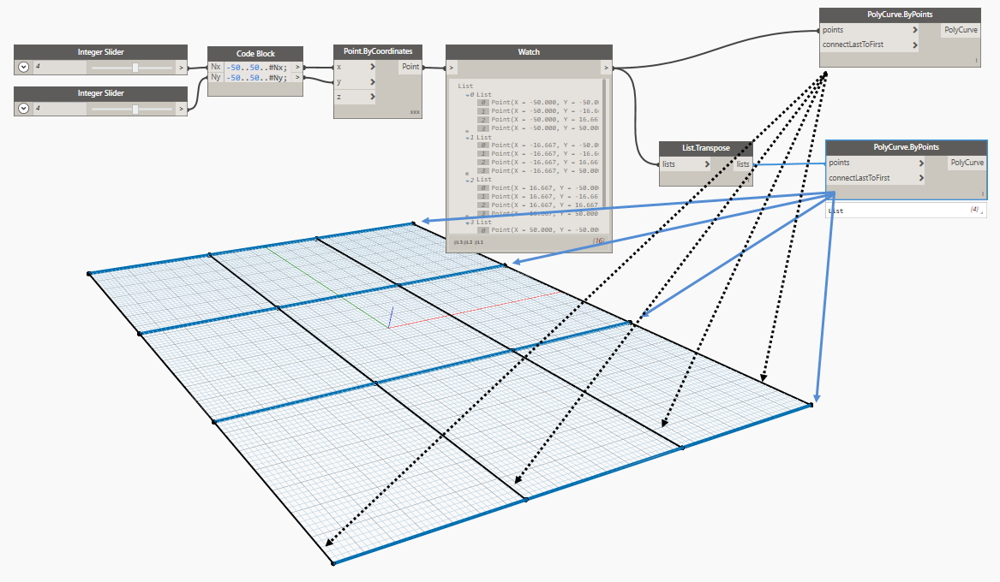 PolyCurve.ByPoints
points > PolyCurve
connectLastToFirst >
l
Integer Slider
4 >
Integer Slider
4 >
Code Block
Nx -50..50..#Nx; >
Ny -50..50..#Ny; >
Point.ByCoordinates
x > Point
y >
z >
xxx
Watch
> >
List
0 List
0 Point(X = -50.000, Y = -50.0
1 Point(X = -50.000, Y = -16.6
2 Point(X = -50.000, Y = 16.66
3 Point(X = -50.000, Y = 50.00
1 List
0 Point(X = -16.667, Y = -50.0
1 Point(X = -16.667, Y = -16.6
2 Point(X = -16.667, Y = 16.66
3 Point(X = -16.667, Y = 50.00
2 List
0 Point(X = 16.667, Y = -50.00
1 Point(X = 16.667, Y = -16.66
2 Point(X = 16.667, Y = 16.667
Y = 50.000
3 List
0 Point(X = 50.000, Y = -50.00
@L3 @L2 @L1 {16}
List.Transpose
lists > lists
PolyCurve.ByPoints
points > PolyCurve
connectLastToFirst >
l
List {4}